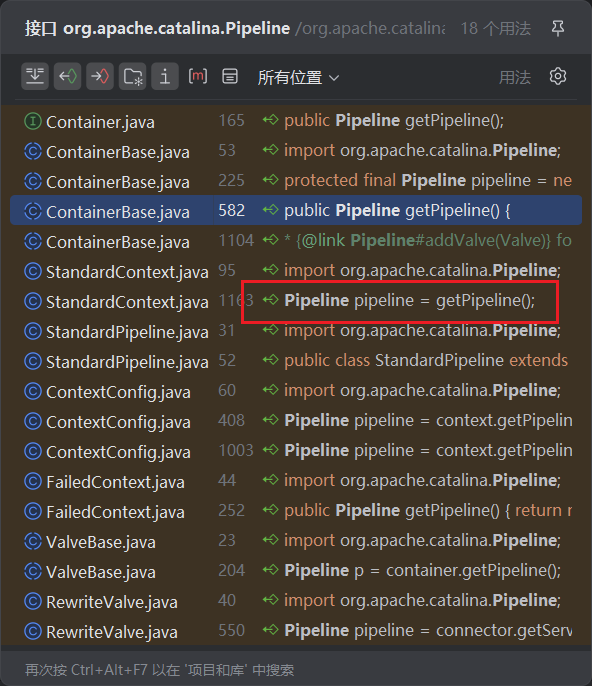 接口 org.apache.catalina.Pipeline /org.apache.catalina 18 个用法
所有位置 用法
Container.java 165 public Pipeline getPipeline();
ContainerBase.java 53 import org.apache.catalina.Pipeline;
ContainerBase.java 225 protected final Pipeline pipeline = ne
ContainerBase.java 582 public Pipeline getPipeline() {
ContainerBase.java 1104 * {@link Pipeline#addValve(Valve)} fo
StandardContext.java 95 import org.apache.catalina.Pipeline;
StandardContext.java 1163 Pipeline pipeline = getPipeline();
StandardPipeline.java 31 import org.apache.catalina.Pipeline;
StandardPipeline.java 52 public class StandardPipeline extends
ContextConfig.java 60 import org.apache.catalina.Pipeline;
ContextConfig.java 408 Pipeline pipeline = context.getPipelin
ContextConfig.java 1003 Pipeline pipeline = context.getPipelin
FailedContext.java 44 import org.apache.catalina.Pipeline;
FailedContext.java 252 public Pipeline getPipeline() { return n
ValveBase.java 23 import org.apache.catalina.Pipeline;
ValveBase.java 204 Pipeline p = container.getPipeline();
RewriteValve.java 40 import org.apache.catalina.Pipeline;
RewriteValve.java 550 Pipeline pipeline = connector.getServ
再次按 Ctrl+Alt+F7 以在 '项目和库' 中搜索